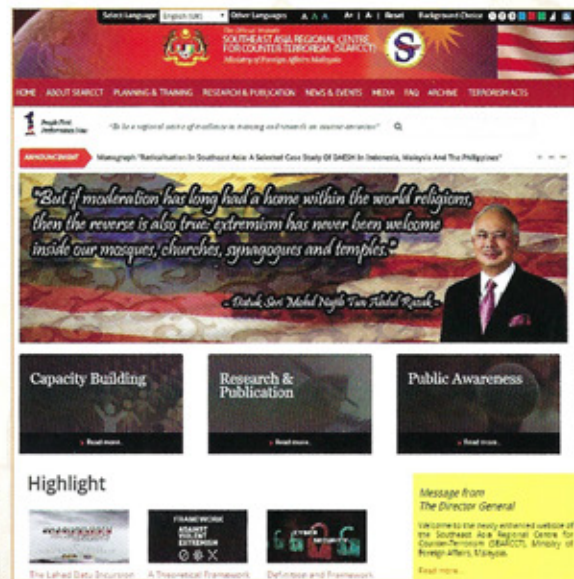 Select Language
English (UK)
Other Languages
A A A
A+ | A- | Reset
Background Choice
The Official Website
SOUTHEAST ASIA REGIONAL CENTRE
FOR COUNTER-TERRORISM (SEARCCT)
Ministry of Foreign Affairs Malaysia
HOME ABOUT SEARCCT PLANNING & TRAINING RESEARCH & PUBLICATION NEWS & EVENTS MEDIA FAQ ARCHIVE TERRORISM ACTS
People First
Performance Now
"To be a regional centre of excellence in training and research on counter-terrorism"
ANNOUNCEMENT
Monograph "Radicalisation In Southeast Asia: A Selected Case Study Of DAESH In Indonesia, Malaysia And The Philippines"
"But if moderation has long had a home within the world religions,
then the reverse is also true: extremism has never been welcome
inside our mosques, churches, synagogues and temples."
- Datuk Seri Mohd Najib Tun Abdul Razak -
Capacity Building
Read more..
Research &
Publication
Read more..
Public Awareness
Read more..
Highlight
FRAMEWORK
AGAINST
VIOLENT
EXTREMISM
CYBER
SECURITY
The Lahad Datu Incursion
A Theoretical Framework
Definition and Framework
Message from
The Director General
Welcome to the newly enhanced website of
the Southeast Asia Regional Centre for
Counter-Terrorism (SEARCCT), Ministry of
Foreign Affairs, Malaysia.
Read more...